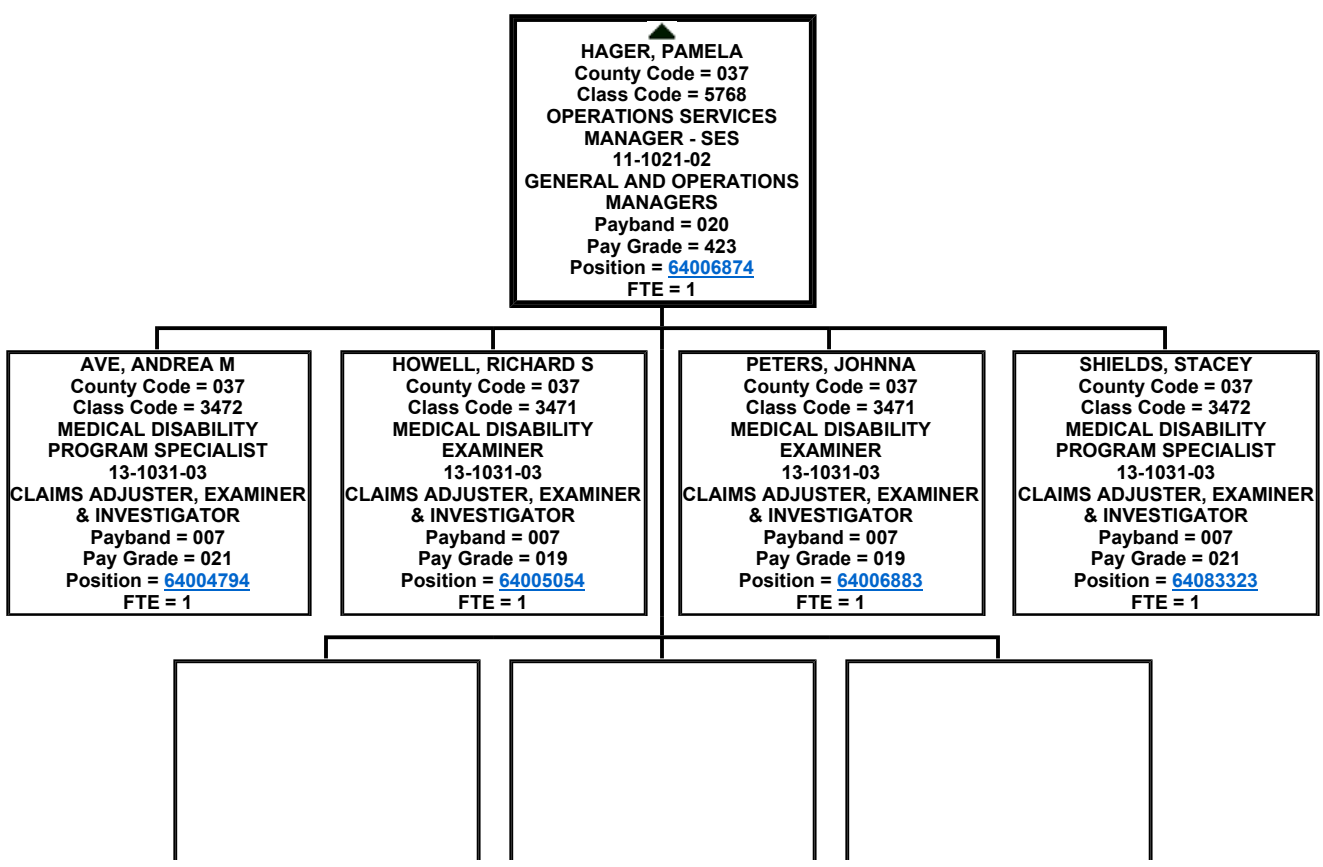 HAGER, PAMELA
County Code = 037
Class Code = 5768
OPERATIONS SERVICES
MANAGER - SES
11-1021-02
GENERAL AND OPERATIONS
MANAGERS
Payband = 020
Pay Grade = 423
Position = 64006874
FTE = 1
AVE, ANDREA M
County Code = 037
Class Code = 3472
MEDICAL DISABILITY
PROGRAM SPECIALIST
13-1031-03
CLAIMS ADJUSTER, EXAMINER
& INVESTIGATOR
Payband = 007
Pay Grade = 021
Position = 64004794
FTE = 1
HOWELL, RICHARD S
County Code = 037
Class Code = 3471
MEDICAL DISABILITY
EXAMINER
13-1031-03
CLAIMS ADJUSTER, EXAMINER
& INVESTIGATOR
Payband = 007
Pay Grade = 019
Position = 64005054
FTE = 1
PETERS, JOHNNA
County Code = 037
Class Code = 3471
MEDICAL DISABILITY
EXAMINER
13-1031-03
CLAIMS ADJUSTER, EXAMINER
& INVESTIGATOR
Payband = 007
Pay Grade = 019
Position = 64006883
FTE = 1
SHIELDS, STACEY
County Code = 037
Class Code = 3472
MEDICAL DISABILITY
PROGRAM SPECIALIST
13-1031-03
CLAIMS ADJUSTER, EXAMINER
& INVESTIGATOR
Payband = 007
Pay Grade = 021
Position = 64083323
FTE = 1